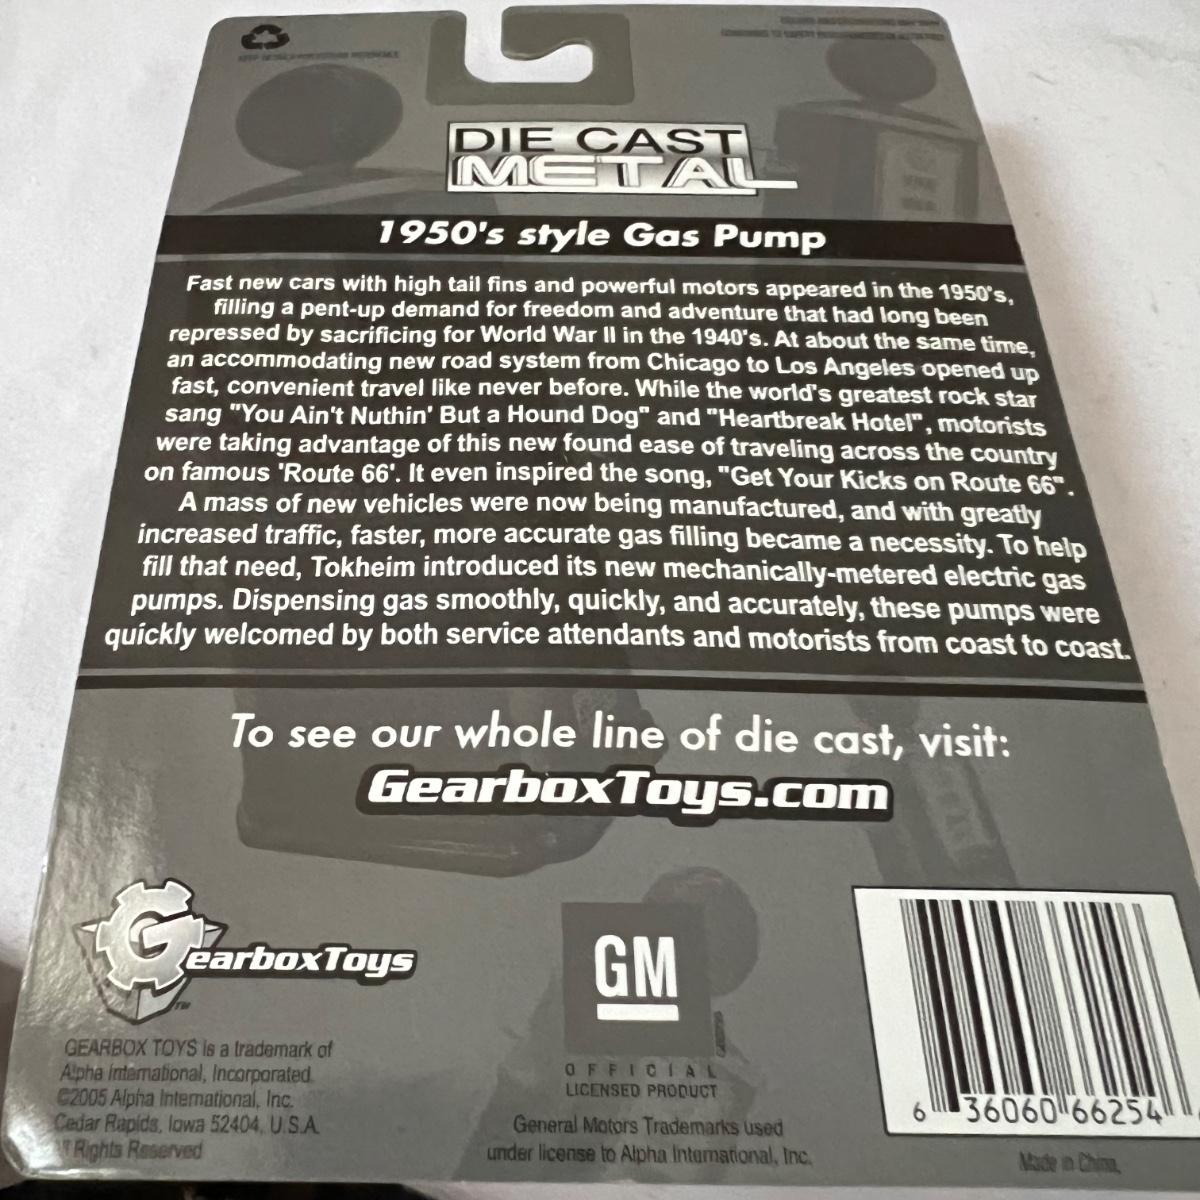 DIE CAST
METAL
1950's style Gas Pump
Fast new cars with high tail fins and powerful motors appeared in the 1950's,
filling a pent-up demand for freedom and adventure that had long been
repressed by sacrificing for World War II in the 1940's. At about the same time,
an accommodating new road system from Chicago to Los Angeles opened up
fast, convenient travel like never before. While the world's greatest rock star
sang "You Ain't Nuthin' But a Hound Dog" and "Heartbreak Hotel", motorists
were taking advantage of this new found ease of traveling across the country
on famous 'Route 66'. It even inspired the song, "Get Your Kicks on Route 66".
A mass of new vehicles were now being manufactured, and with greatly
increased traffic, faster, more accurate gas filling became a necessity. To help
fill that need, Tokheim introduced its new mechanically-metered electric gas
pumps. Dispensing gas smoothly, quickly, and accurately, these pumps were
quickly welcomed by both service attendants and motorists from coast to coast.
To see our whole line of die cast, visit:
GearboxToys.com
GearboxToys
TM
GEARBOX TOYS is a trademark of
Alpha International, Incorporated.
©2005 Alpha International, Inc.
Cedar Rapids, Iowa 52404, U.S.A.
All Rights Reserved
GM
OFFICIAL
LICENSED PRODUCT
General Motors Trademarks used
under license to Alpha International, Inc.
6 36060 66254
Made in China.